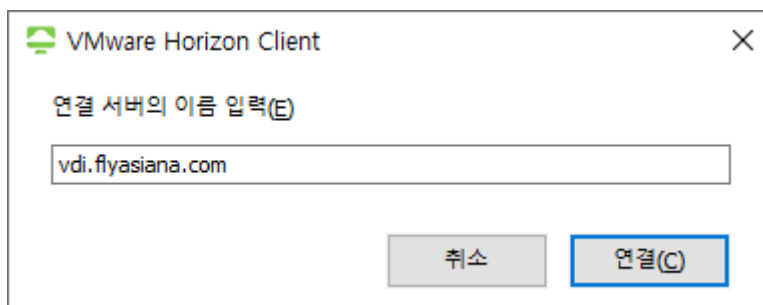 VMware Horizon Client
연결 서버의 이름 입력(E)
vdi.flyasiana.com
취소 연결(C)